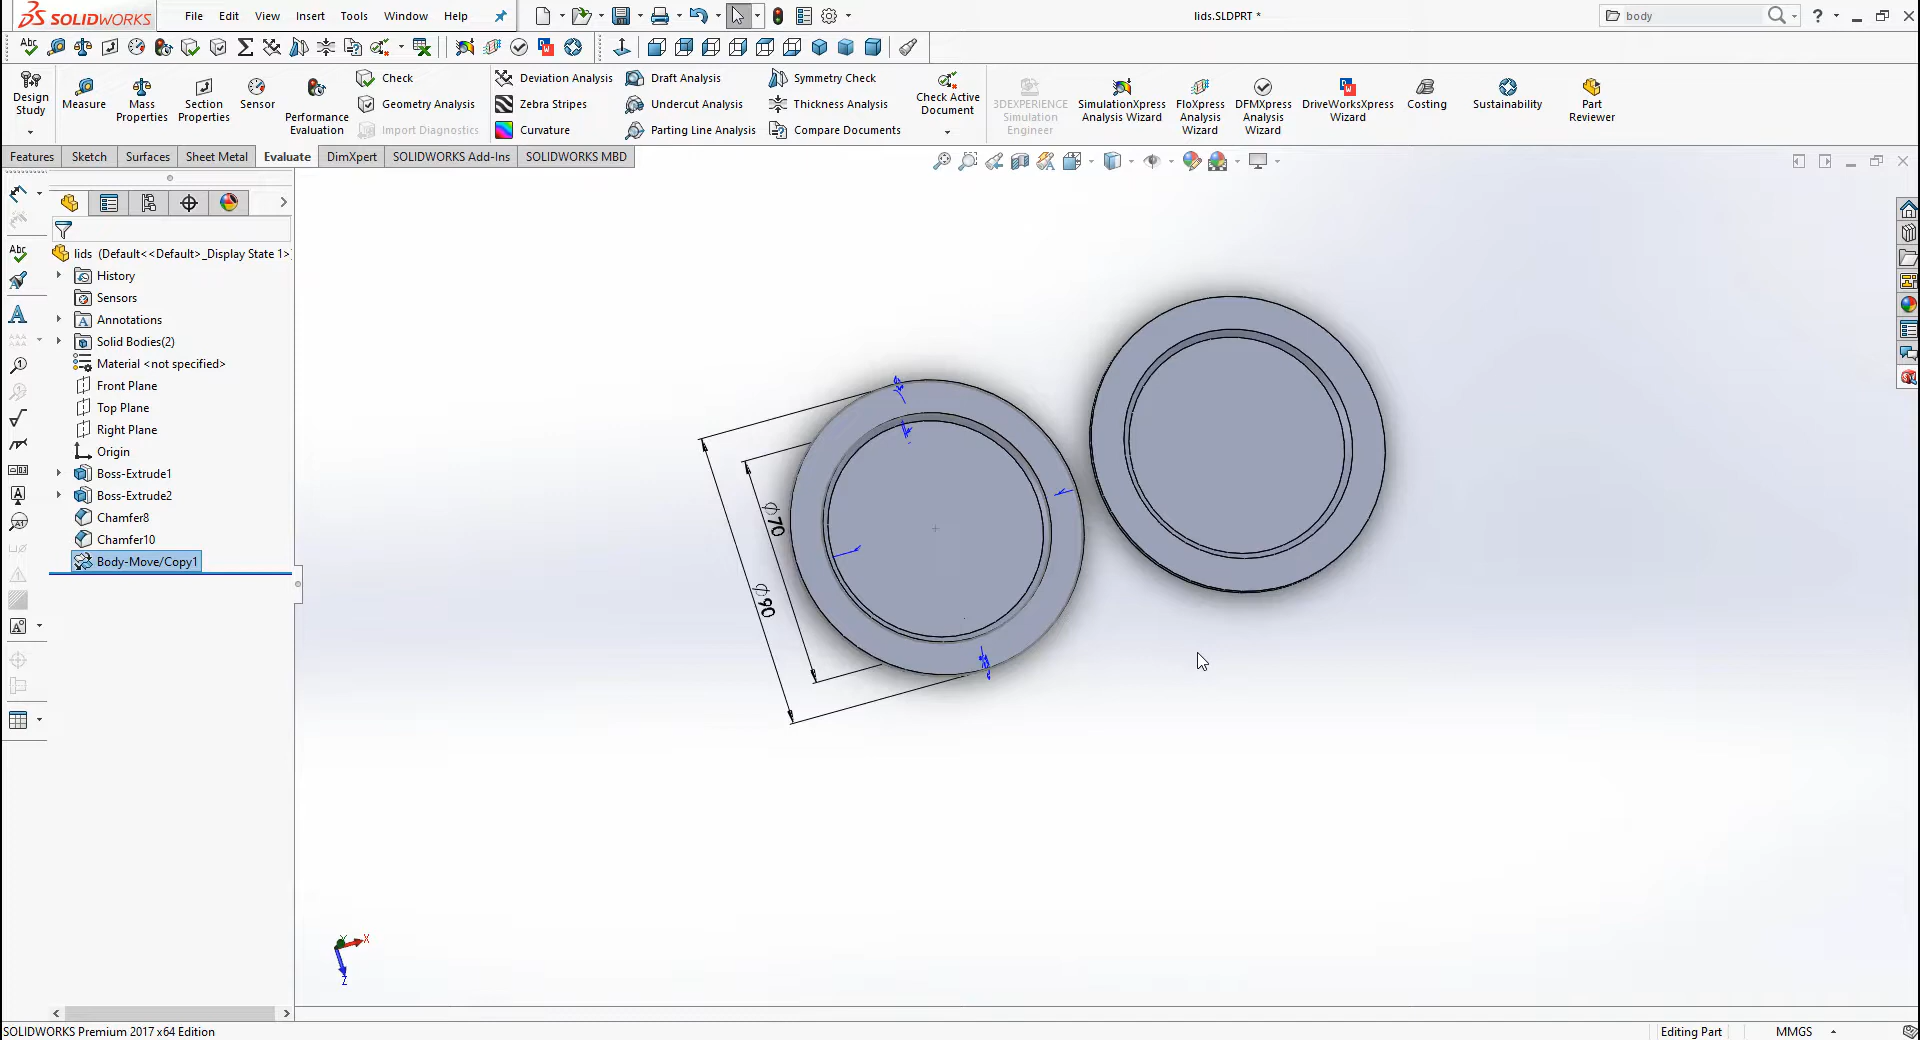 SOLIDWORKS File Edit View Insert Tools Window Help lids.SLDPRT * body
Design Study
Measure
Mass Properties
Section Properties
Sensor
Performance Evaluation
Check
Geometry Analysis
Import Diagnostics
Deviation Analysis
Zebra Stripes
Curvature
Draft Analysis
Undercut Analysis
Parting Line Analysis
Symmetry Check
Thickness Analysis
Compare Documents
Check Active Document
3DEXPERIENCE Simulation Engineer
SimulationXpress Analysis Wizard
FloXpress Analysis Wizard
DFMXpress Analysis Wizard
DriveWorksXpress Wizard
Costing
Sustainability
Part Reviewer
Features Sketch Surfaces Sheet Metal Evaluate DimXpert SOLIDWORKS Add-Ins SOLIDWORKS MBD
lids (Default<<Default>_Display State 1>
History
Sensors
Annotations
Solid Bodies(2)
Material <not specified>
Front Plane
Top Plane
Right Plane
Origin
Boss-Extrude1
Boss-Extrude2
Chamfer8
Chamfer10
Body-Move/Copy1
⌀70
⌀90
Y
X
Z
SOLIDWORKS Premium 2017 x64 Edition
Editing Part MMGS